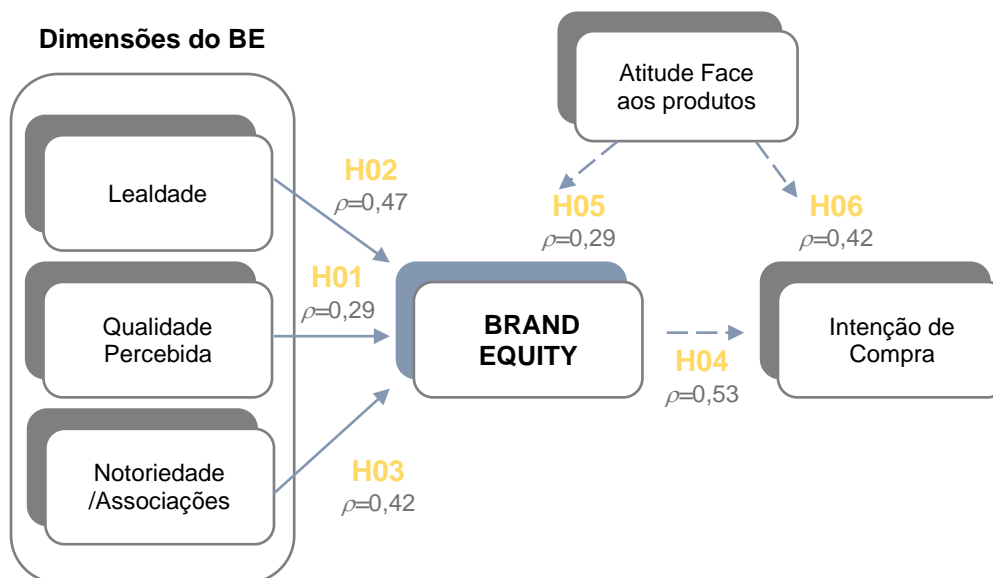 Dimensões do BE
Atitude Face
aos produtos
Lealdade
H02
ρ=0,47
H05
ρ=0,29
H06
ρ=0,42
H01
ρ=0,29
Qualidade
Percebida
BRAND
EQUITY
H04
ρ=0,53
Intenção de
Compra
Notoriedade
/Associações
H03
ρ=0,42